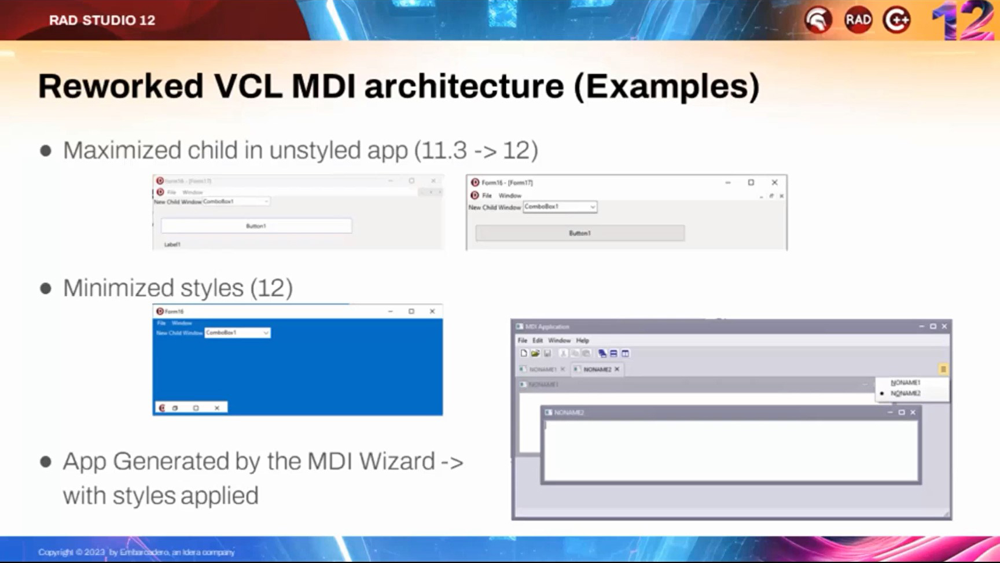 RAD STUDIO 12
RAD
C++
12
Reworked VCL MDI architecture (Examples)
Maximized child in unstyled app (11.3 -> 12)
Form16 - [Form17]
File Window
New Child Window ComboBox1
Button1
Label1
Form16 - [Form17]
File Window
New Child Window ComboBox1
Button1
Minimized styles (12)
Form16
File Window
New Child Window ComboBox1
MDI Application
File Edit Window Help
NONAME1 NONAME2
NONAME1
NONAME1
NONAME2
NONAME2
App Generated by the MDI Wizard ->
with styles applied
Copyright © 2023 by Embarcadero, an Idera company